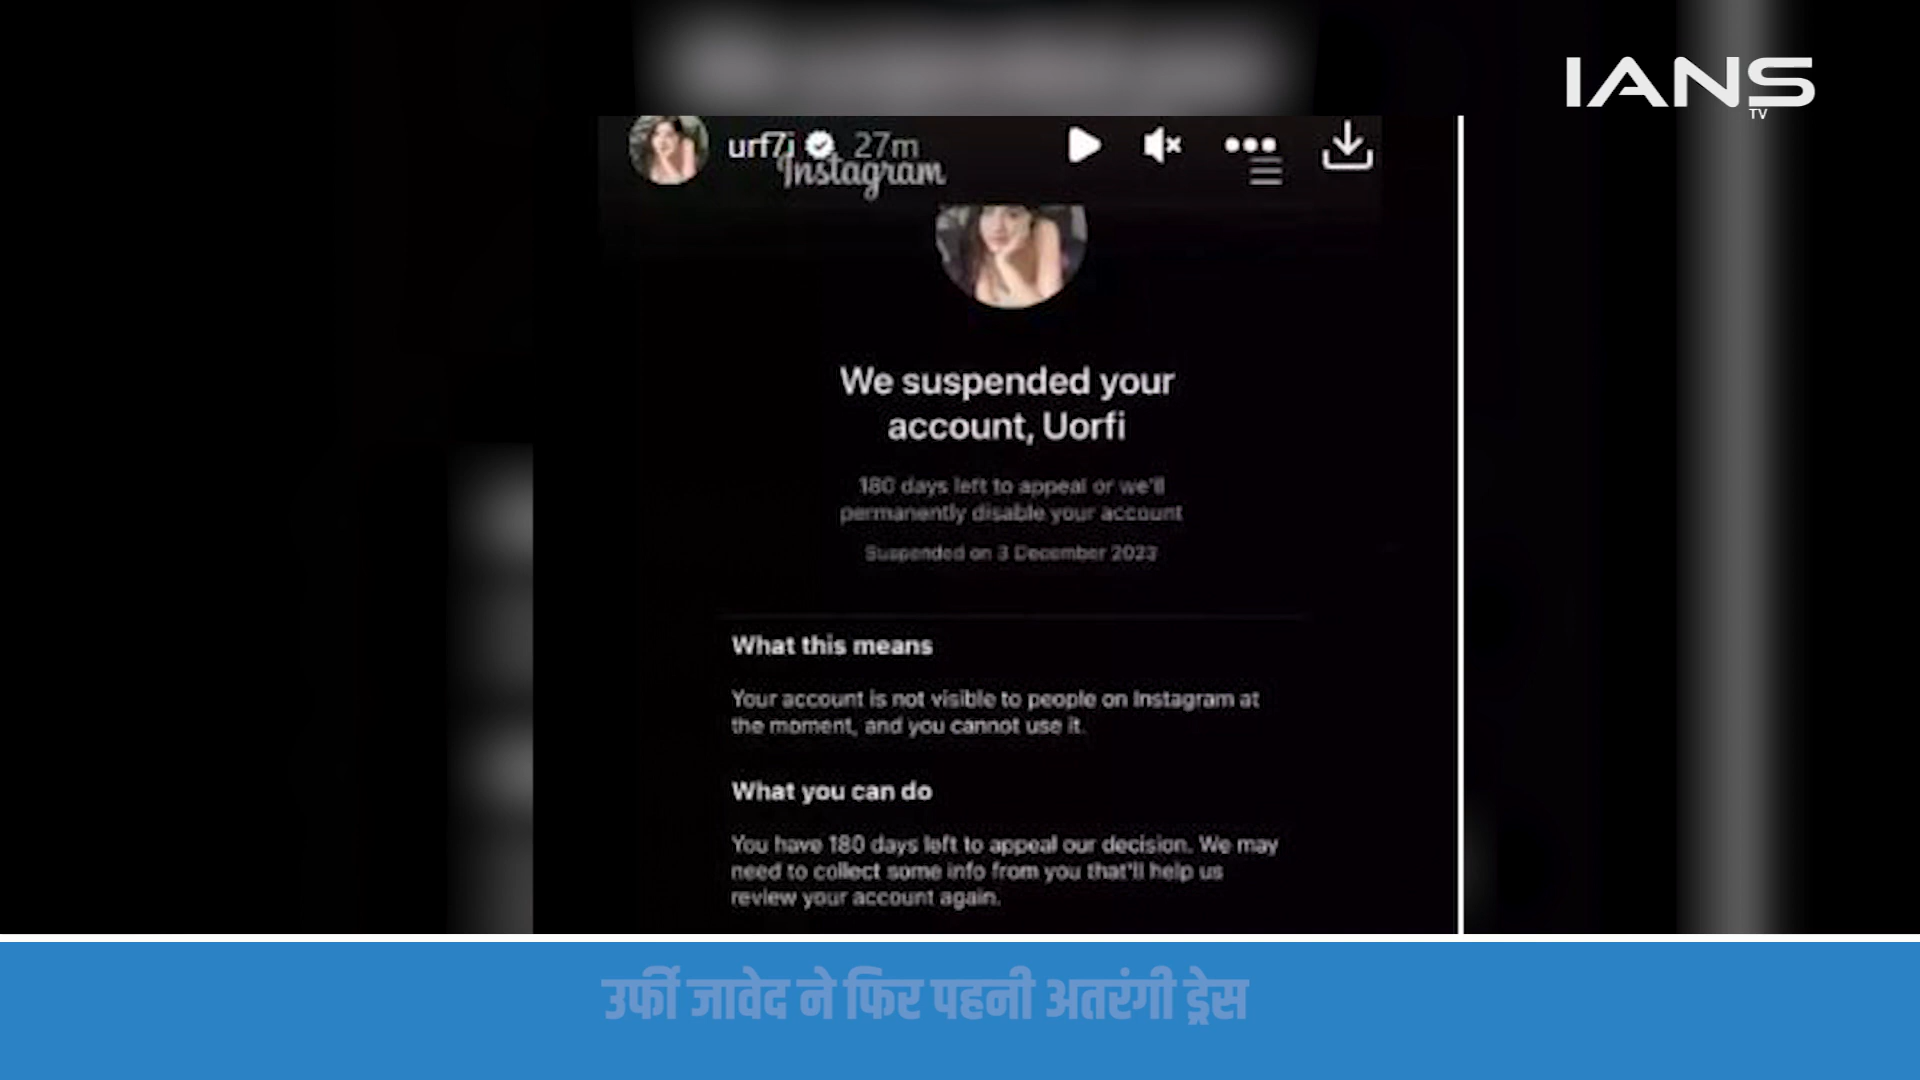 IANS
TV
urf7i 27m
Instagram
We suspended your
account, Uorfi
180 days left to appeal or we'll
permanently disable your account
Suspended on 3 December 2023
What this means
Your account is not visible to people on Instagram at
the moment, and you cannot use it.
What you can do
You have 180 days left to appeal our decision. We may
need to collect some info from you that'll help us
review your account again.
उर्फी जावेद ने फिर पहनी अतरंगी ड्रेस